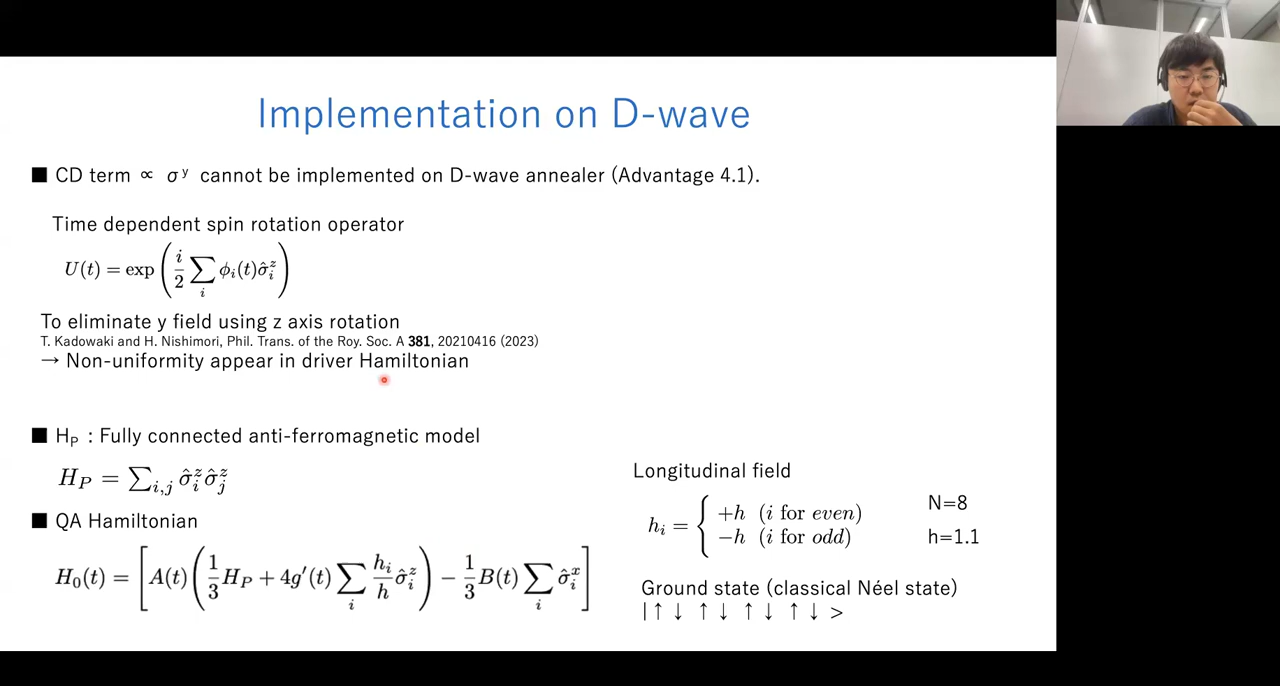 Implementation on D-wave
■ CD term ∝ σ^y cannot be implemented on D-wave annealer (Advantage 4.1).
Time dependent spin rotation operator
U(t) = exp( i/2 ∑_i ϕ_i(t)σ̂_i^z )
To eliminate y field using z axis rotation
T. Kadowaki and H. Nishimori, Phil. Trans. of the Roy. Soc. A 381, 20210416 (2023)
→ Non-uniformity appear in driver Hamiltonian
■ H_P : Fully connected anti-ferromagnetic model
H_P = ∑_{i,j} σ̂_i^z σ̂_j^z
■ QA Hamiltonian
H_0(t) = [ A(t) ( 1/3 H_P + 4g′(t) ∑_i h_i/h σ̂_i^z ) − 1/3 B(t) ∑_i σ̂_i^x ]
Longitudinal field
h_i = { +h (i for even)
−h (i for odd)
N=8
h=1.1
Ground state (classical Néel state)
|↑ ↓ ↑ ↓ ↑ ↓ ↑ ↓ >